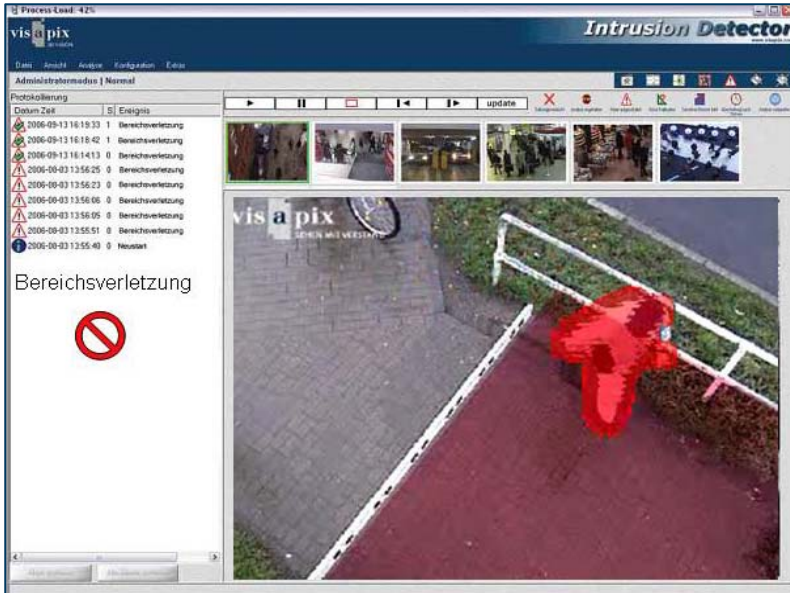 Process-Load: 42%
vis a pix
Intrusion Detector
Datei Ansicht Analyse Konfiguration Extras
Administratormodus | Normal
Protokollierung
Datum Zeit S. Ereignis
update
2006-09-13 16:19:33 1 Bereichsverletzung
2006-09-13 16:18:42 1 Bereichsverletzung
2006-09-13 16:14:13 0 Bereichsverletzung
2006-08-03 13:56:25 0 Bereichsverletzung
2006-08-03 13:56:23 0 Bereichsverletzung
2006-08-03 13:56:06 0 Bereichsverletzung
2006-08-03 13:56:05 0 Bereichsverletzung
2006-08-03 13:55:51 0 Bereichsverletzung
2006-08-03 13:55:40 0 Neustart
Bereichsverletzung
vis a pix
SEHEN MIT VERSTAND